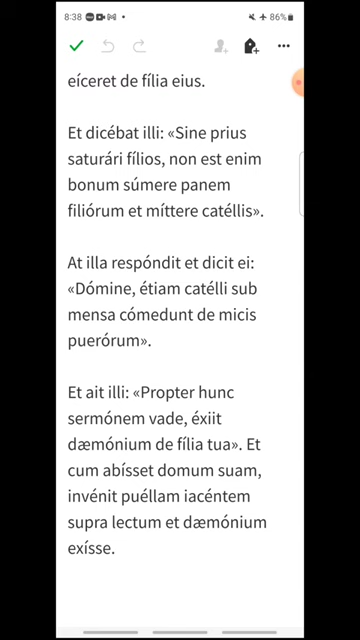 8:38
86%
eíceret de fília eius.
Et dicébat illi: «Sine prius
saturári fílios, non est enim
bonum súmere panem
filiórum et míttere catéllis».
At illa respóndit et dicit ei:
«Dómine, étiam catélli sub
mensa cómedunt de micis
puerórum».
Et ait illi: «Propter hunc
sermónem vade, éxiit
dæmónium de fília tua». Et
cum abísset domum suam,
invénit puéllam iacéntem
supra lectum et dæmónium
exísse.